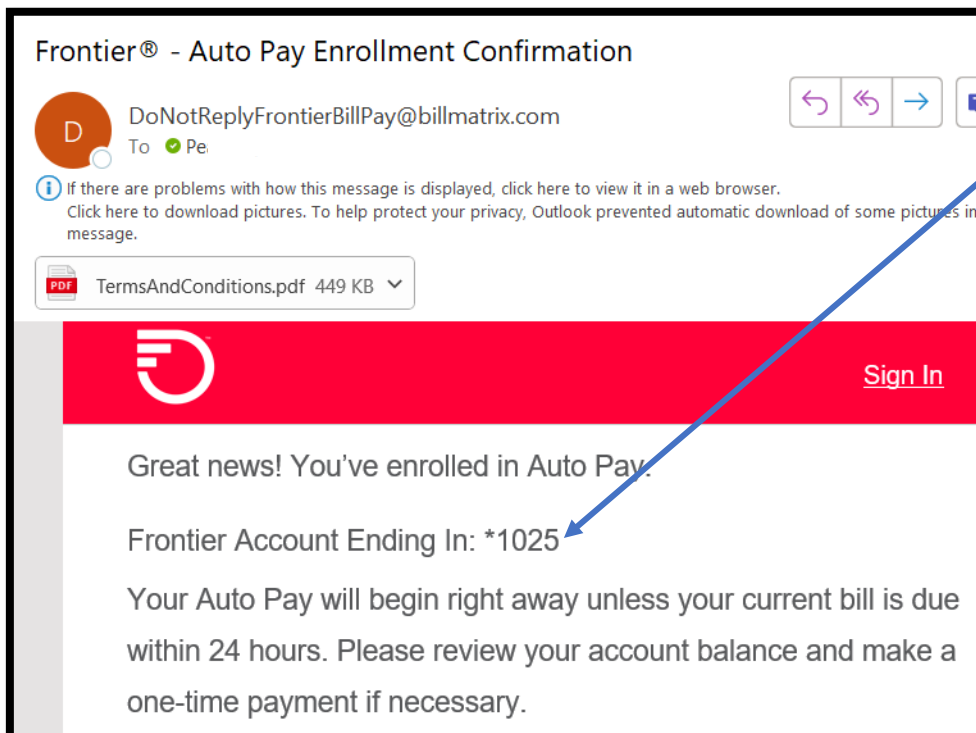 Frontier® - Auto Pay Enrollment Confirmation
D
DoNotReplyFrontierBillPay@billmatrix.com
To Pe
If there are problems with how this message is displayed, click here to view it in a web browser.
Click here to download pictures. To help protect your privacy, Outlook prevented automatic download of some pictures in
message.
PDF TermsAndConditions.pdf 449 KB
Sign In
Great news! You've enrolled in Auto Pay.
Frontier Account Ending In: *1025
Your Auto Pay will begin right away unless your current bill is due
within 24 hours. Please review your account balance and make a
one-time payment if necessary.